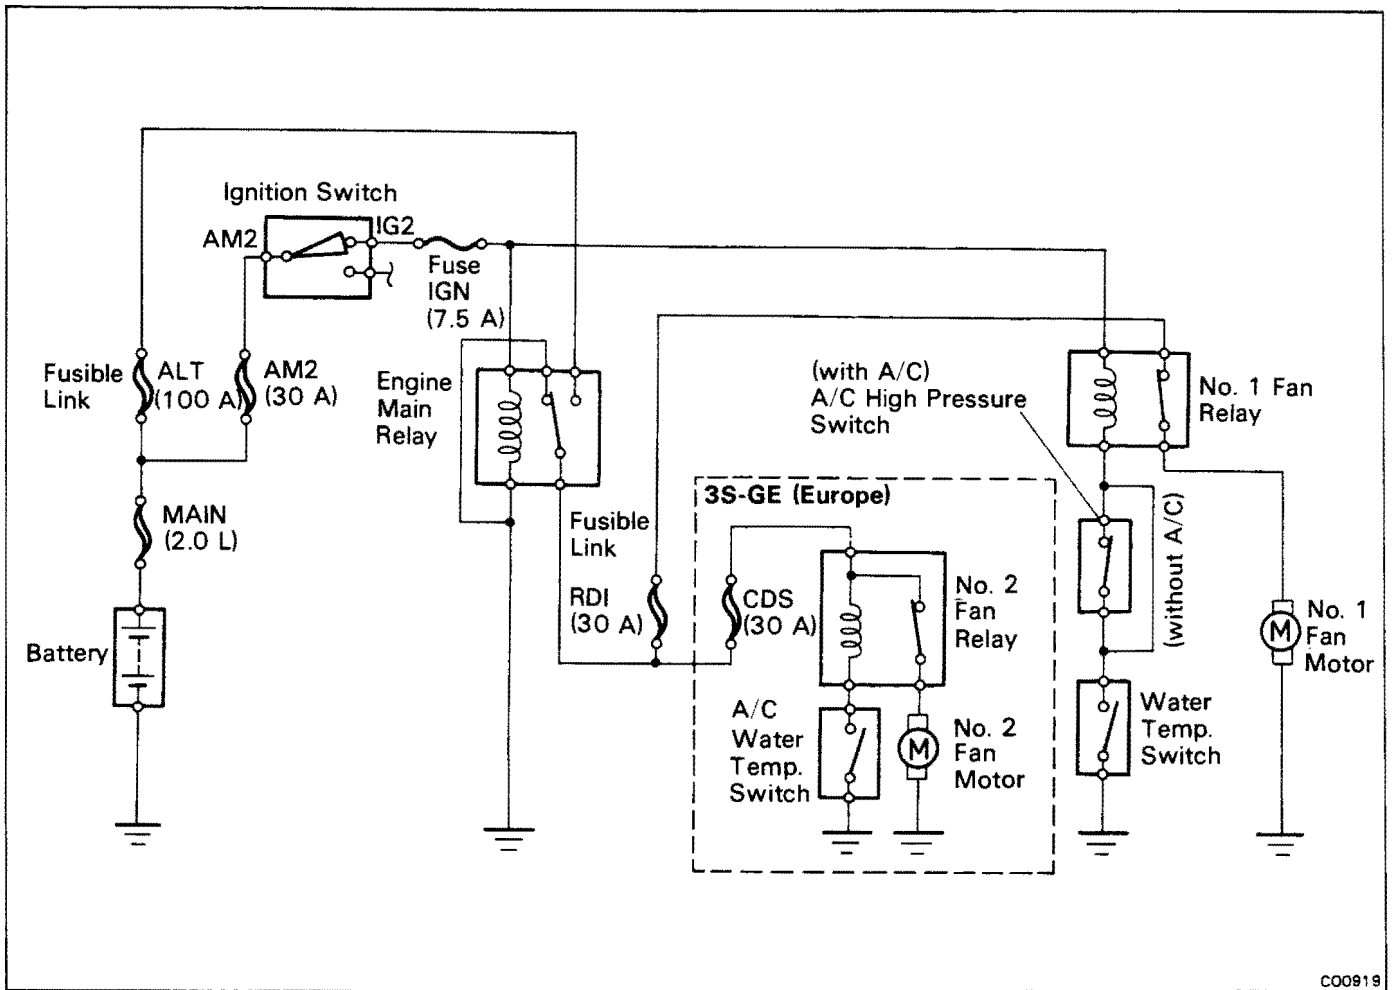 Ignition Switch
AM2
IG2
Fuse
IGN
(7.5 A)
Fusible
Link
ALT
(100 A)
AM2
(30 A)
Engine
Main
Relay
(with A/C)
A/C High Pressure
Switch
No. 1 Fan
Relay
MAIN
(2.0 L)
Fusible
Link
3S-GE (Europe)
(without A/C)
RDI
(30 A)
CDS
(30 A)
No. 2
Fan
Relay
Battery
M
No. 1
Fan
Motor
A/C
Water
Temp.
Switch
M
No. 2
Fan
Motor
Water
Temp.
Switch
C00919